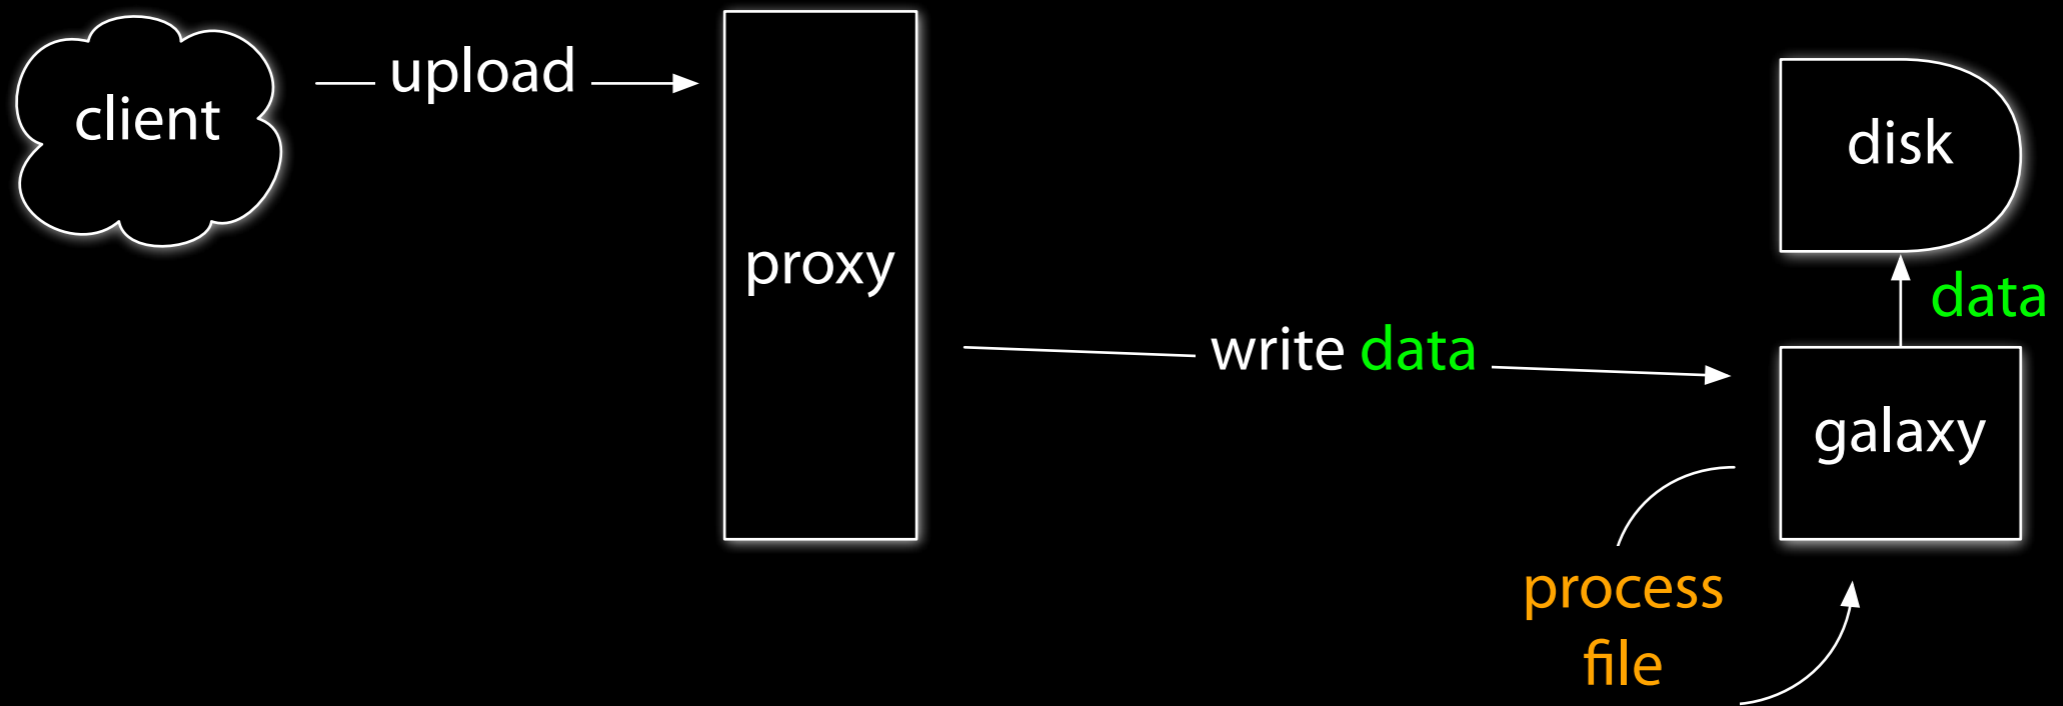 client
upload
proxy
disk
data
write data
galaxy
process
file